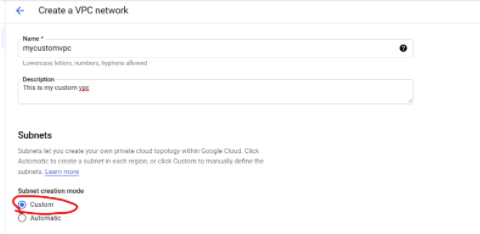 Create a VPC network
Name *
mycustomvpc
Lowercase letters, numbers, hyphens allowed
Description
This is my custom vpc
Subnets
Subnets let you create your own private cloud topology within Google Cloud. Click
Automatic to create a subnet in each region, or click Custom to manually define the
subnets. Learn more
Subnet creation mode
Custom
Automatic